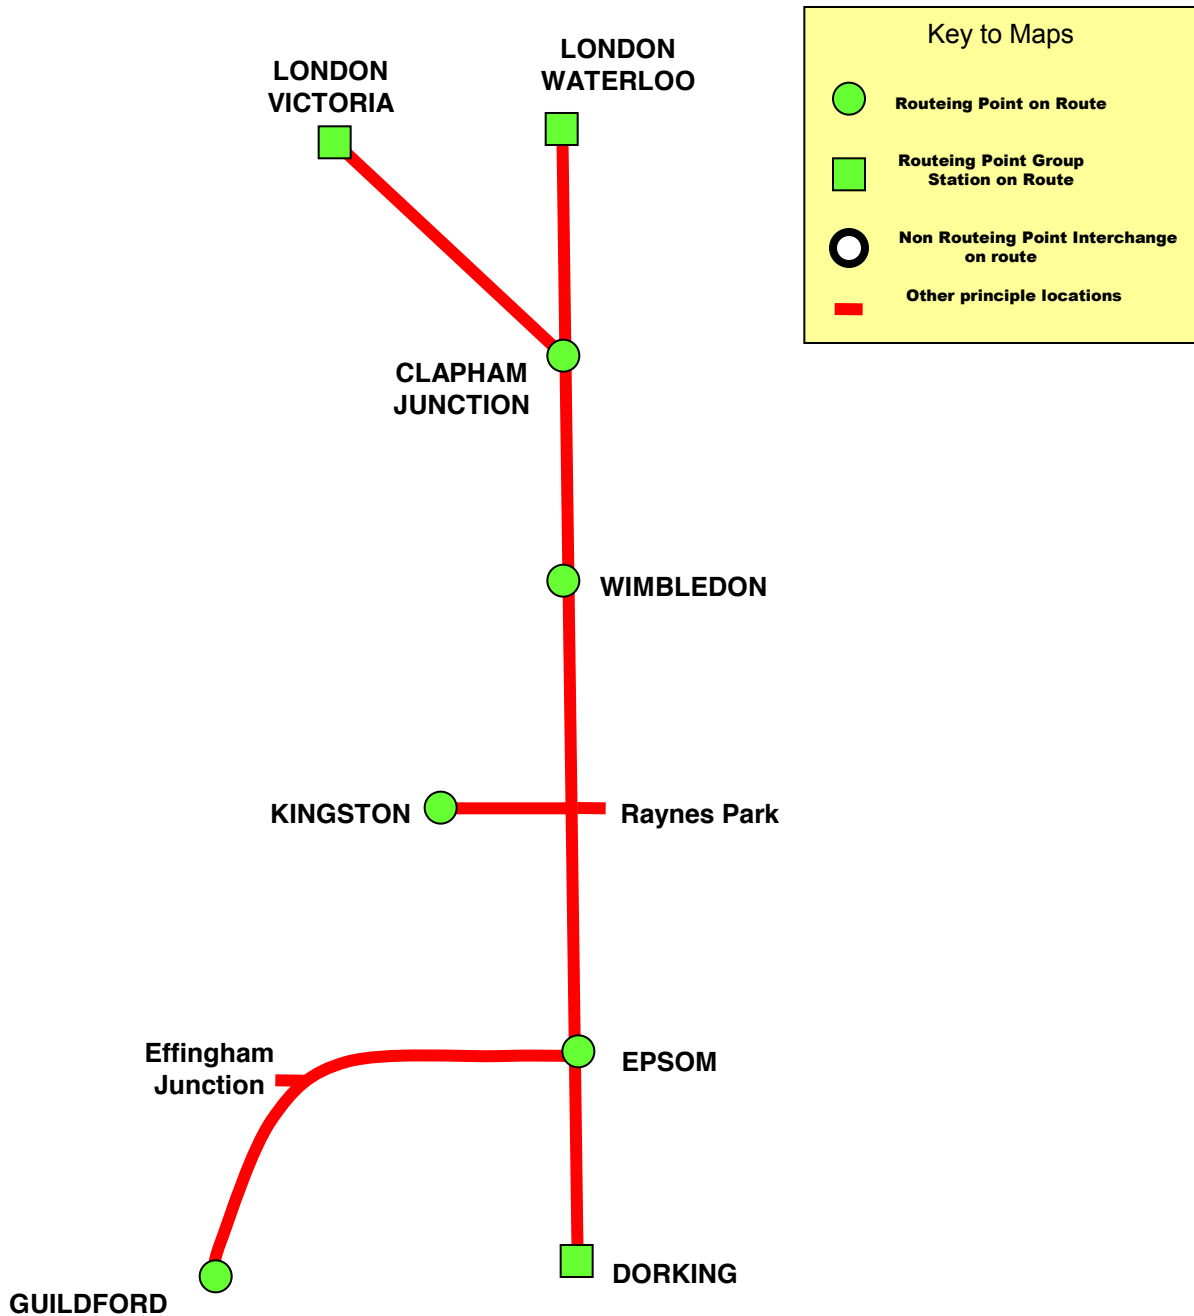 LONDON
VICTORIA
LONDON
WATERLOO
Key to Maps
Routeing Point on Route
Routeing Point Group
Station on Route
Non Routeing Point Interchange
on route
Other principle locations
CLAPHAM
JUNCTION
WIMBLEDON
KINGSTON
Raynes Park
Effingham
Junction
EPSOM
DORKING
GUILDFORD